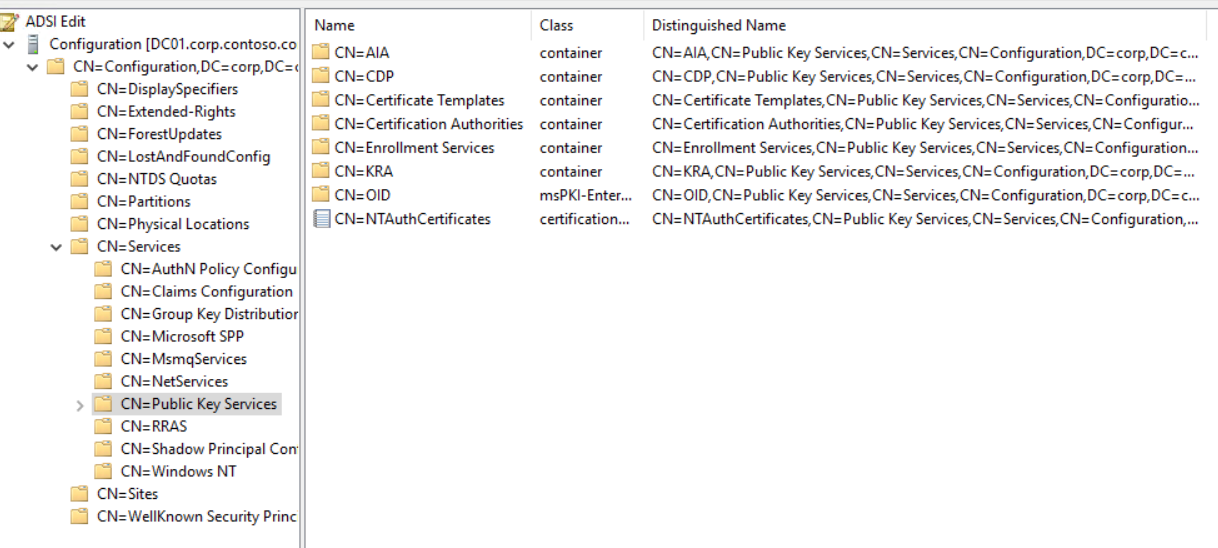 ADSI Edit
Configuration [DC01.corp.contoso.co
CN=Configuration,DC=corp,DC=c
CN=DisplaySpecifiers
CN=Extended-Rights
CN=ForestUpdates
CN=LostAndFoundConfig
CN=NTDS Quotas
CN=Partitions
CN=Physical Locations
CN=Services
CN=AuthN Policy Configu
CN=Claims Configuration
CN=Group Key Distribution
CN=Microsoft SPP
CN=MsmqServices
CN=NetServices
CN=Public Key Services
CN=RRAS
CN=Shadow Principal Con
CN=Windows NT
CN=Sites
CN=WellKnown Security Princ
Name Class Distinguished Name
CN=AIA container CN=AIA,CN=Public Key Services,CN=Services,CN=Configuration,DC=corp,DC=c...
CN=CDP container CN=CDP,CN=Public Key Services,CN=Services,CN=Configuration,DC=corp,DC=...
CN=Certificate Templates container CN=Certificate Templates,CN=Public Key Services,CN=Services,CN=Configuratio...
CN=Certification Authorities container CN=Certification Authorities,CN=Public Key Services,CN=Services,CN=Configur...
CN=Enrollment Services container CN=Enrollment Services,CN=Public Key Services,CN=Services,CN=Configuration...
CN=KRA container CN=KRA,CN=Public Key Services,CN=Services,CN=Configuration,DC=corp,DC=...
CN=OID msPKI-Enter... CN=OID,CN=Public Key Services,CN=Services,CN=Configuration,DC=corp,DC=c...
CN=NTAuthCertificates certification... CN=NTAuthCertificates,CN=Public Key Services,CN=Services,CN=Configuration,...